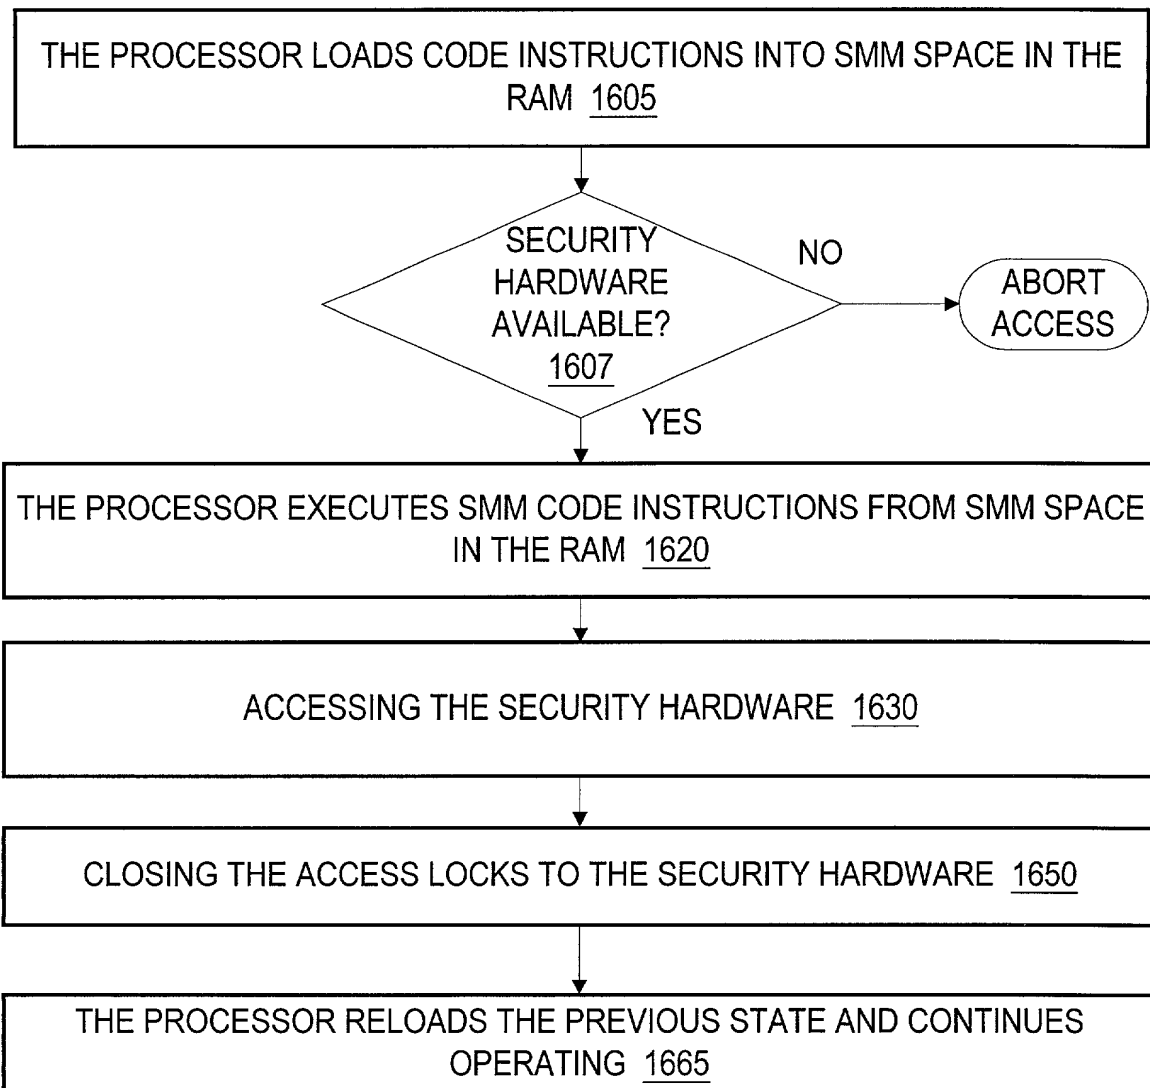 THE PROCESSOR LOADS CODE INSTRUCTIONS INTO SMM SPACE IN THE
RAM 1605
SECURITY
HARDWARE
AVAILABLE?
1607
NO
ABORT
ACCESS
YES
THE PROCESSOR EXECUTES SMM CODE INSTRUCTIONS FROM SMM SPACE
IN THE RAM 1620
ACCESSING THE SECURITY HARDWARE 1630
CLOSING THE ACCESS LOCKS TO THE SECURITY HARDWARE 1650
THE PROCESSOR RELOADS THE PREVIOUS STATE AND CONTINUES
OPERATING 1665